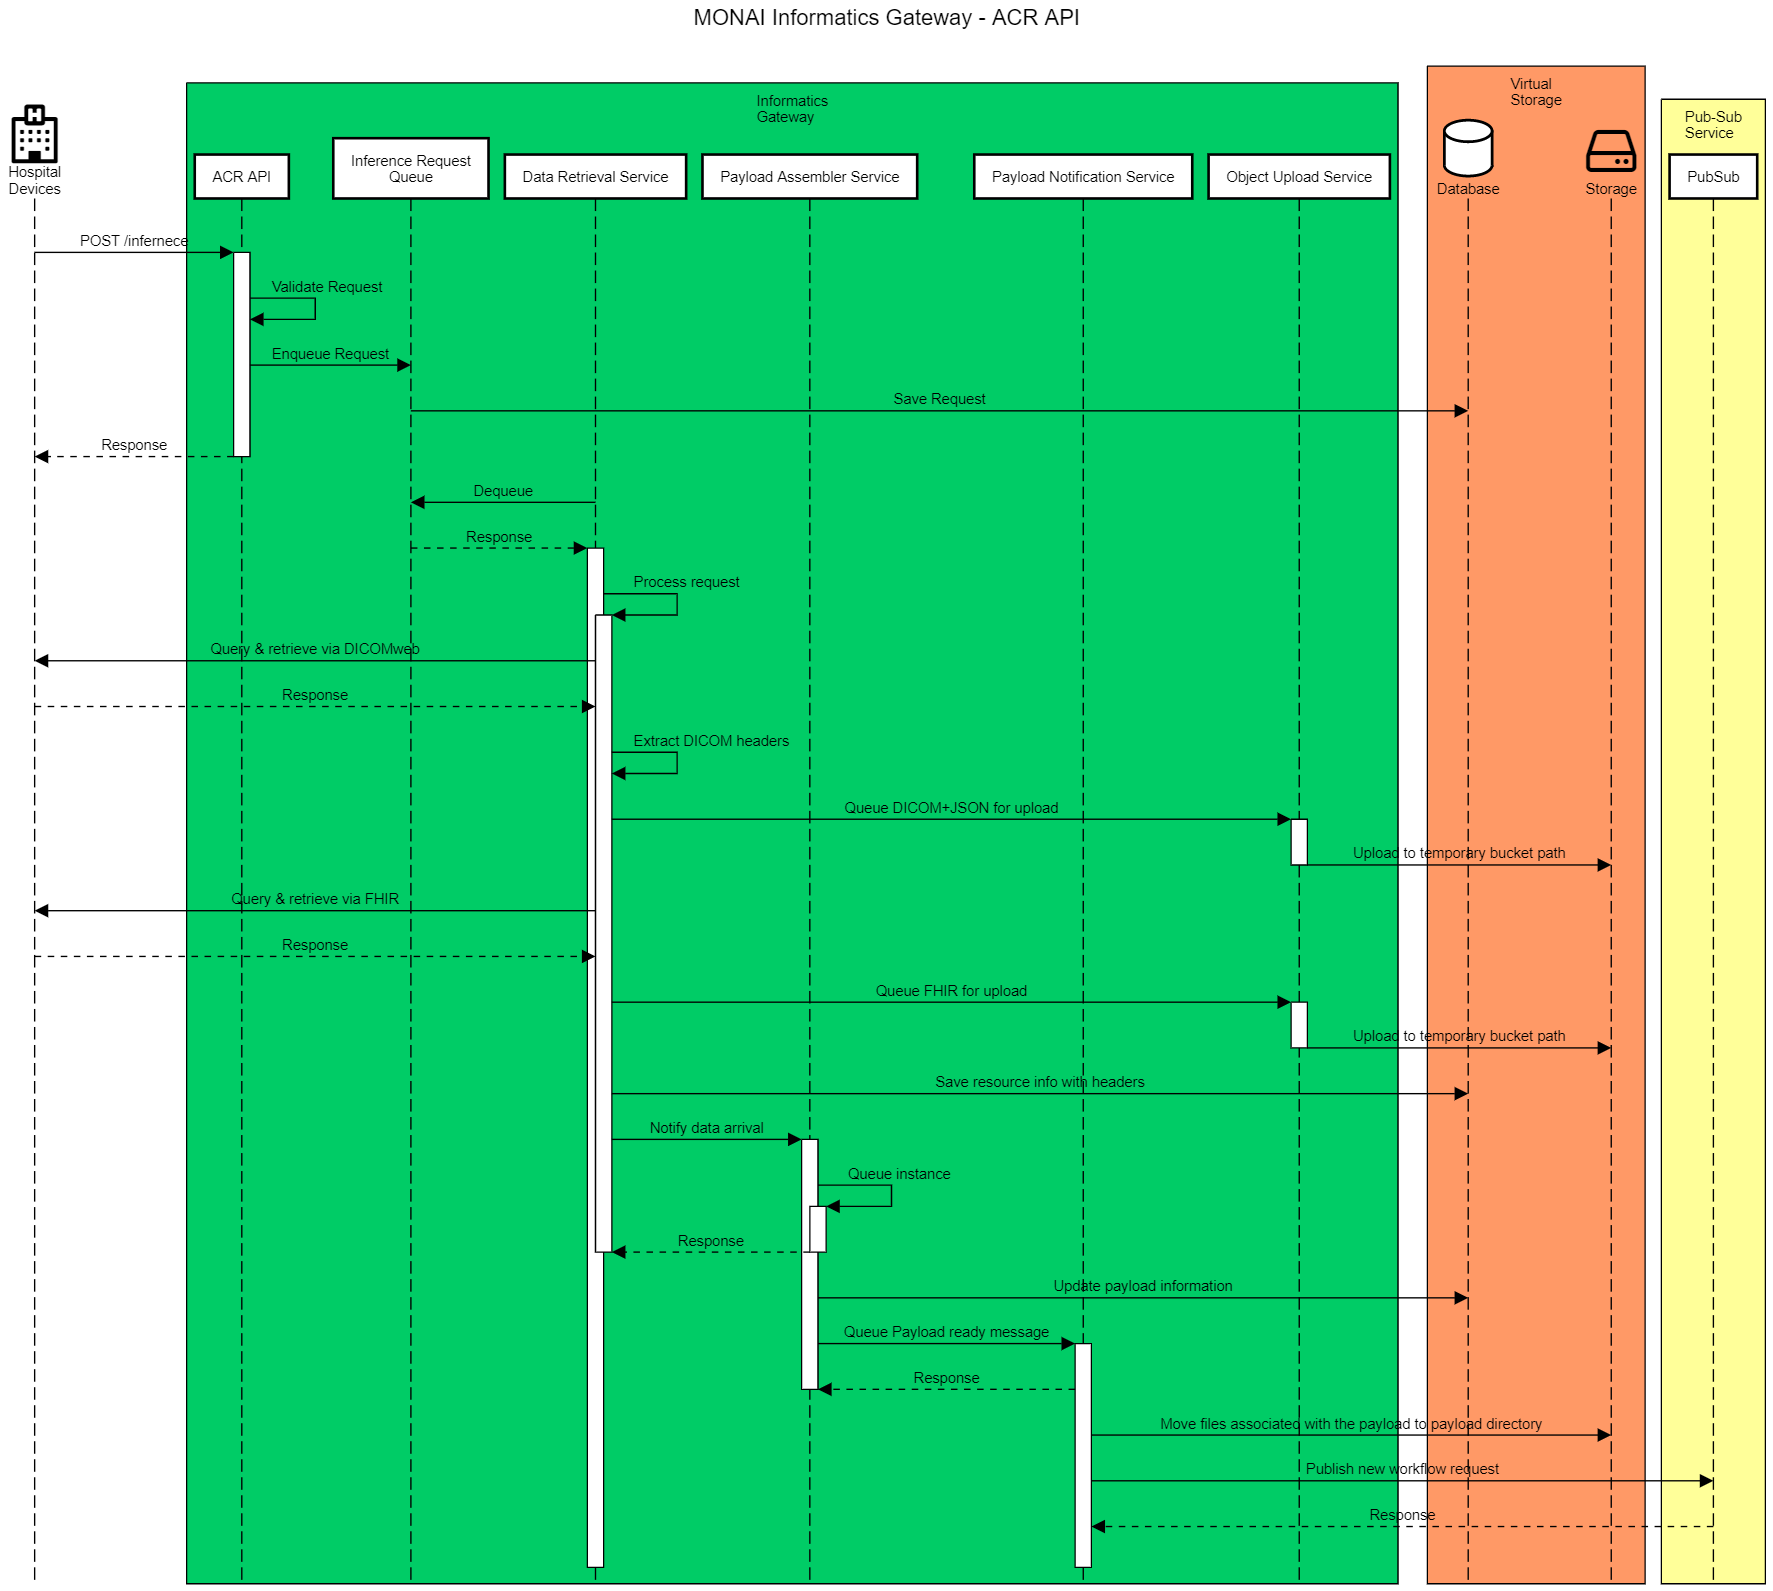 MONAI Informatics Gateway - ACR API
Virtual
Storage
Informatics
Gateway
Pub-Sub
Service
Hospital
Devices
ACR API
Inference Request
Queue
Data Retrieval Service
Payload Assembler Service
Payload Notification Service
Object Upload Service
Database
Storage
PubSub
POST /infernece
Validate Request
Enqueue Request
Save Request
Response
Dequeue
Response
Process request
Query & retrieve via DICOMweb
Response
Extract DICOM headers
Queue DICOM+JSON for upload
Upload to temporary bucket path
Query & retrieve via FHIR
Response
Queue FHIR for upload
Upload to temporary bucket path
Save resource info with headers
Notify data arrival
Queue instance
Response
Update payload information
Queue Payload ready message
Response
Move files associated with the payload to payload directory
Publish new workflow request
Response